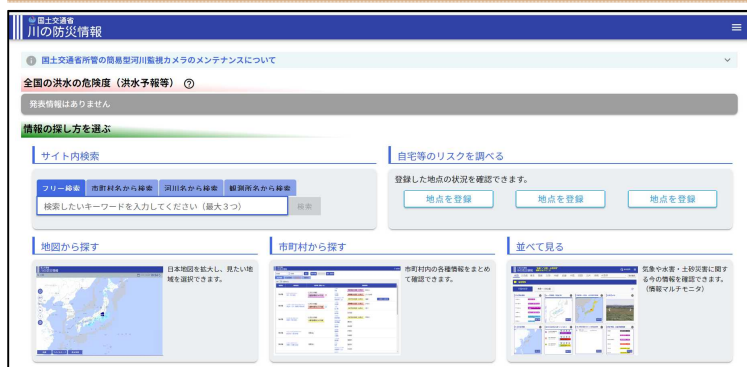 国土交通省
川の防災情報
国土交通省所管の簡易型河川監視カメラのメンテナンスについて
全国の洪水の危険度（洪水予報等）
発表情報はありません
情報の探し方を選ぶ
サイト内検索
フリー検索 市町村名から検索 河川名から検索 観測所名から検索
検索したいキーワードを入力してください（最大３つ） 検索
自宅等のリスクを調べる
登録した地点の状況を確認できます。
地点を登録 地点を登録 地点を登録
地図から探す
日本地図を拡大し、見たい地
域を選択できます。
市町村から探す
市町村内の各種情報をまとめ
て確認できます。
並べて見る
気象や水害・土砂災害に関す
る今の情報を確認できます。
（情報マルチモニタ）